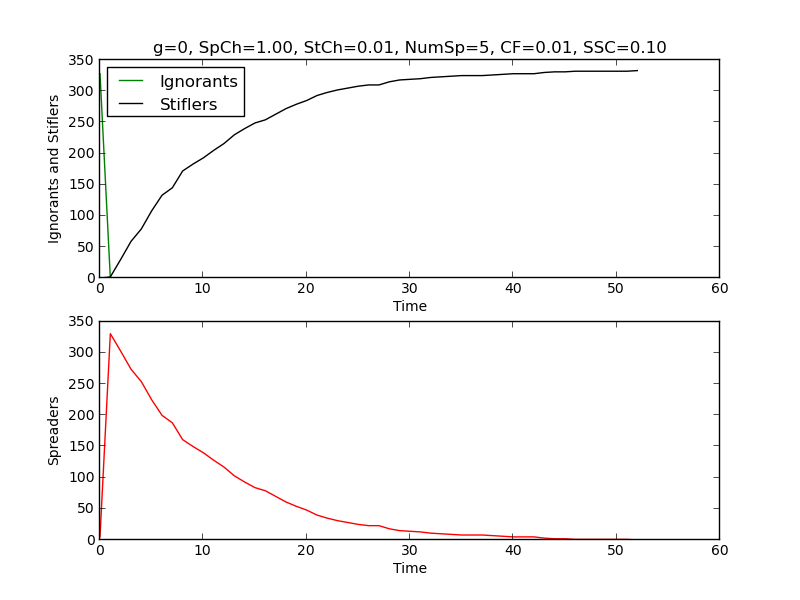 g=0, SpCh=1.00, StCh=0.01, NumSp=5, CF=0.01, SSC=0.10
350
300
250
200
150
100
50
0
Ignorants and Stiflers
Ignorants
Stiflers
0 10 20 30 40 50 60
Time
350
300
250
200
150
100
50
0
Spreaders
0 10 20 30 40 50 60
Time